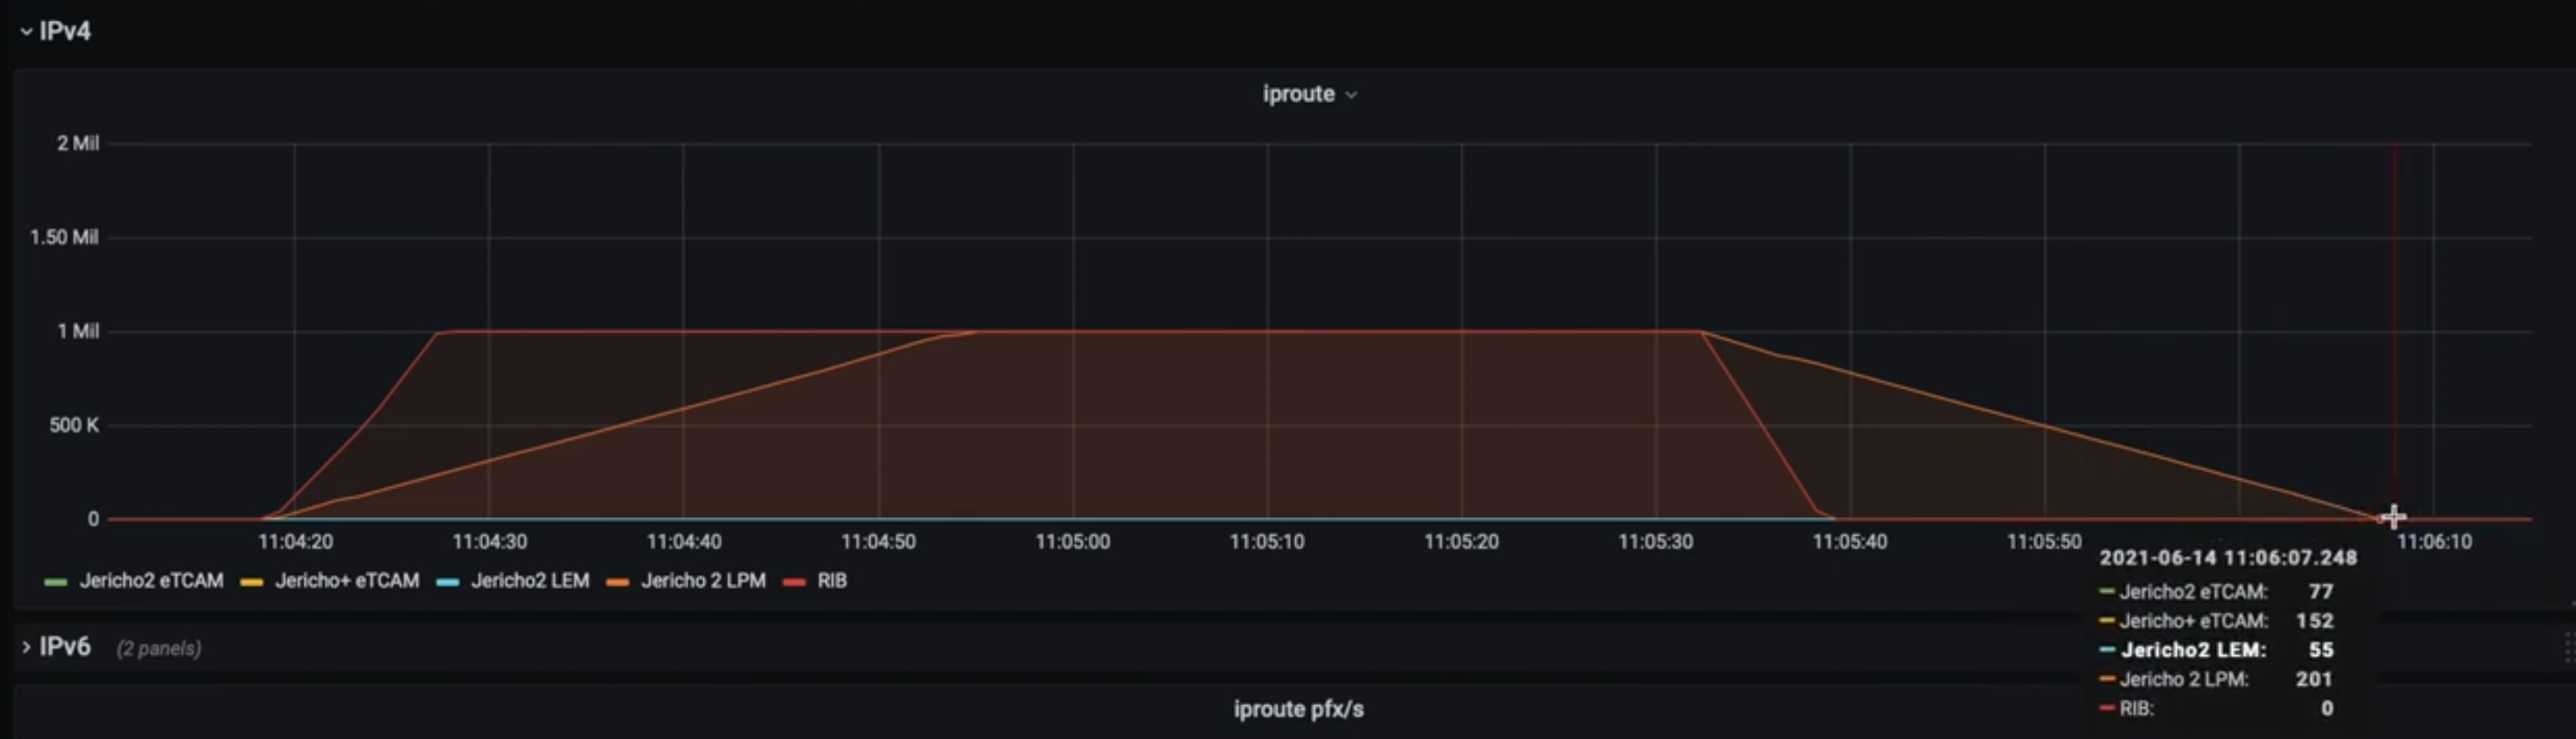 IPv4
iproute
2 Mil
1.50 Mil
1 Mil
500 K
0
11:04:20 11:04:30 11:04:40 11:04:50 11:05:00 11:05:10 11:05:20 11:05:30 11:05:40 11:05:50 11:06:10
Jericho2 eTCAM Jericho+ eTCAM Jericho2 LEM Jericho 2 LPM RIB
2021-06-14 11:06:07.248
Jericho2 eTCAM: 77
Jericho+ eTCAM: 152
Jericho2 LEM: 55
Jericho 2 LPM: 201
RIB: 0
IPv6 (2 panels)
iproute pfx/s